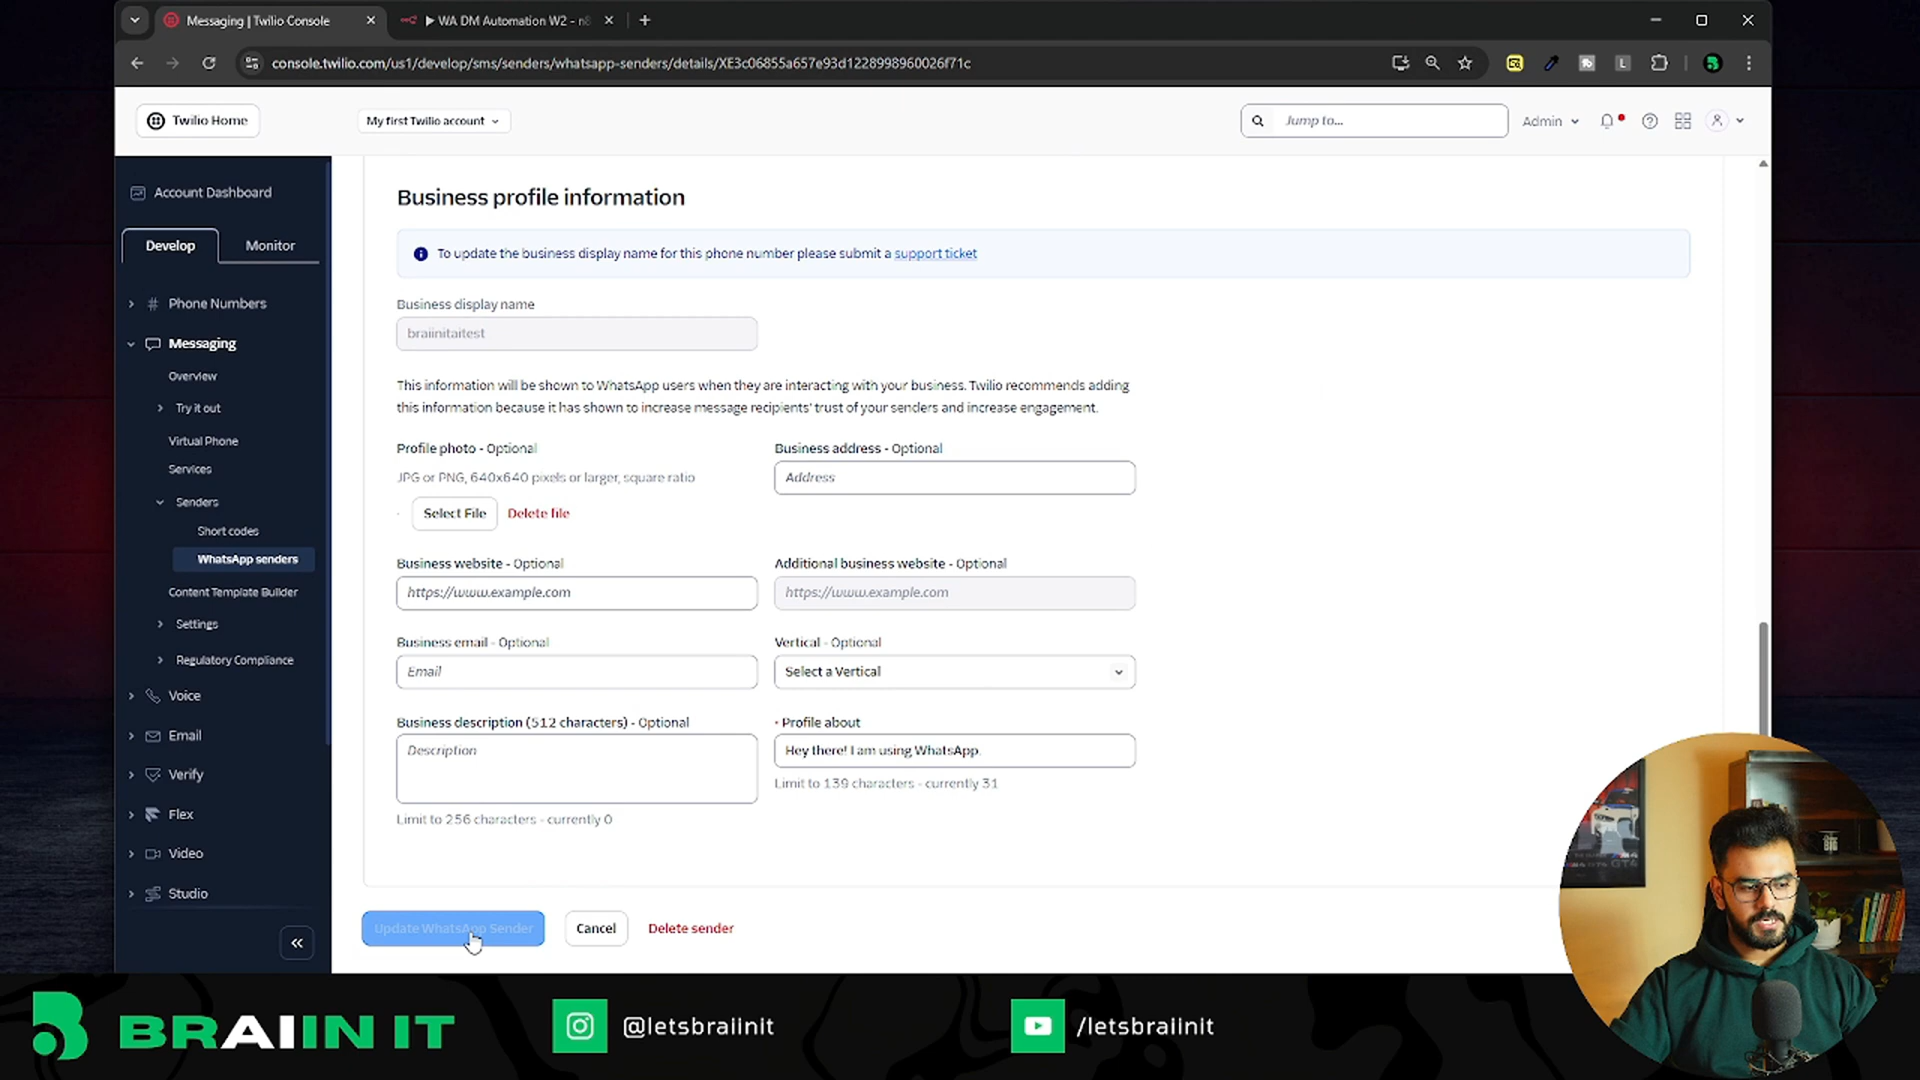 Messaging | Twilio Console
WA DM Automation W2 - n8
console.twilio.com/us1/develop/sms/senders/whatsapp-senders/details/XE3c06855a657e93d1228998960026f71c
Twilio Home
My first Twilio account
Jump to...
Admin
Account Dashboard
Develop
Monitor
Phone Numbers
Messaging
Overview
Try it out
Virtual Phone
Services
Senders
Short codes
WhatsApp senders
Content Template Builder
Settings
Regulatory Compliance
Voice
Email
Verify
Flex
Video
Studio
Business profile information
To update the business display name for this phone number please submit a support ticket
Business display name
braiinitaitest
This information will be shown to WhatsApp users when they are interacting with your business. Twilio recommends adding
this information because it has shown to increase message recipients' trust of your senders and increase engagement.
Profile photo - Optional
JPG or PNG, 640x640 pixels or larger, square ratio
Select File
Delete file
Business address - Optional
Address
Business website - Optional
https://www.example.com
Additional business website - Optional
https://www.example.com
Business email - Optional
Email
Vertical - Optional
Select a Vertical
Business description (512 characters) - Optional
Description
Limit to 256 characters - currently 0
Profile about
Hey there! I am using WhatsApp.
Limit to 139 characters - currently 31
Update WhatsApp Sender
Cancel
Delete sender
BRAIIN IT
@letsbraiinit
/letsbraiinit